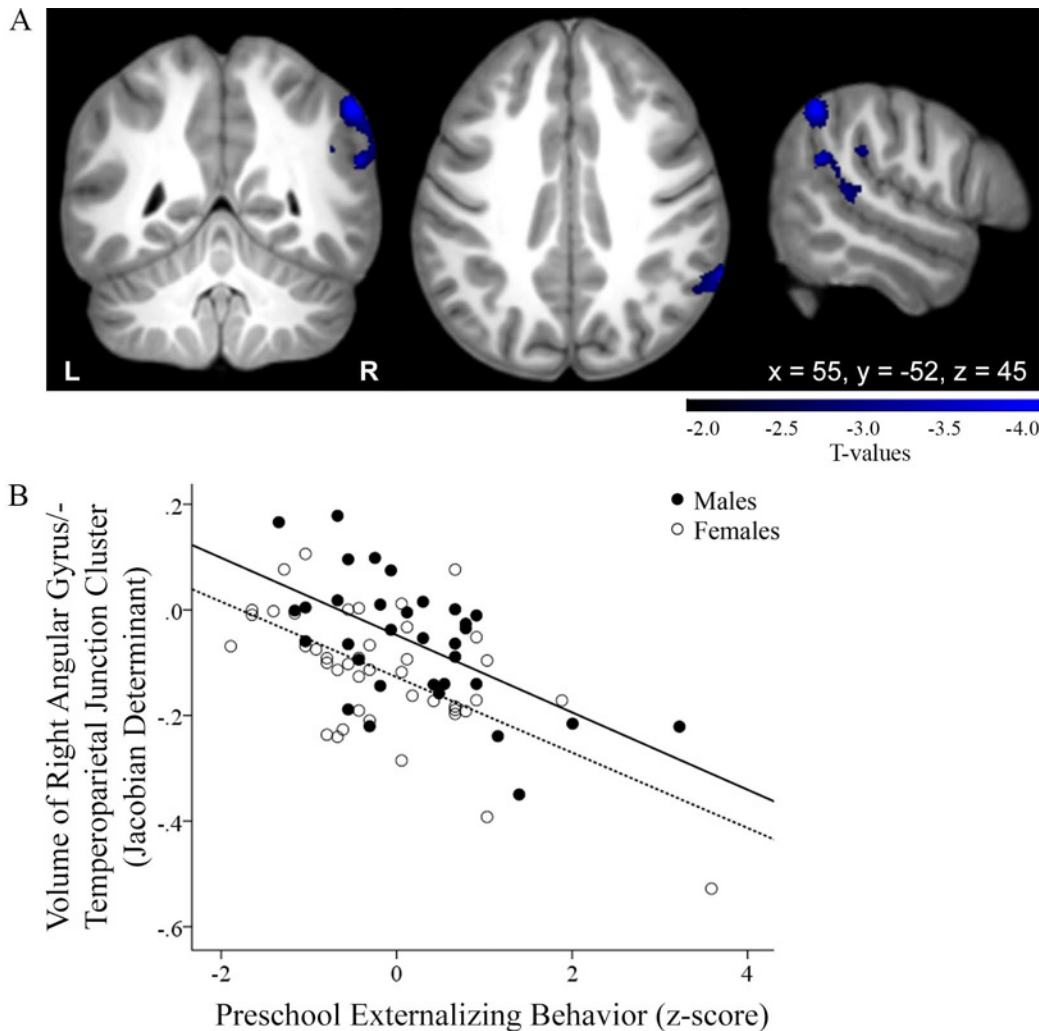 A
L R x = 55, y = -52, z = 45
-2.0 -2.5 -3.0 -3.5 -4.0
T-values
B
Volume of Right Angular Gyrus/-
Temperoparietal Junction Cluster
(Jacobian Determinant)
.2
.0
-.2
-.4
-.6
Males
Females
-2 0 2 4
Preschool Externalizing Behavior (z-score)